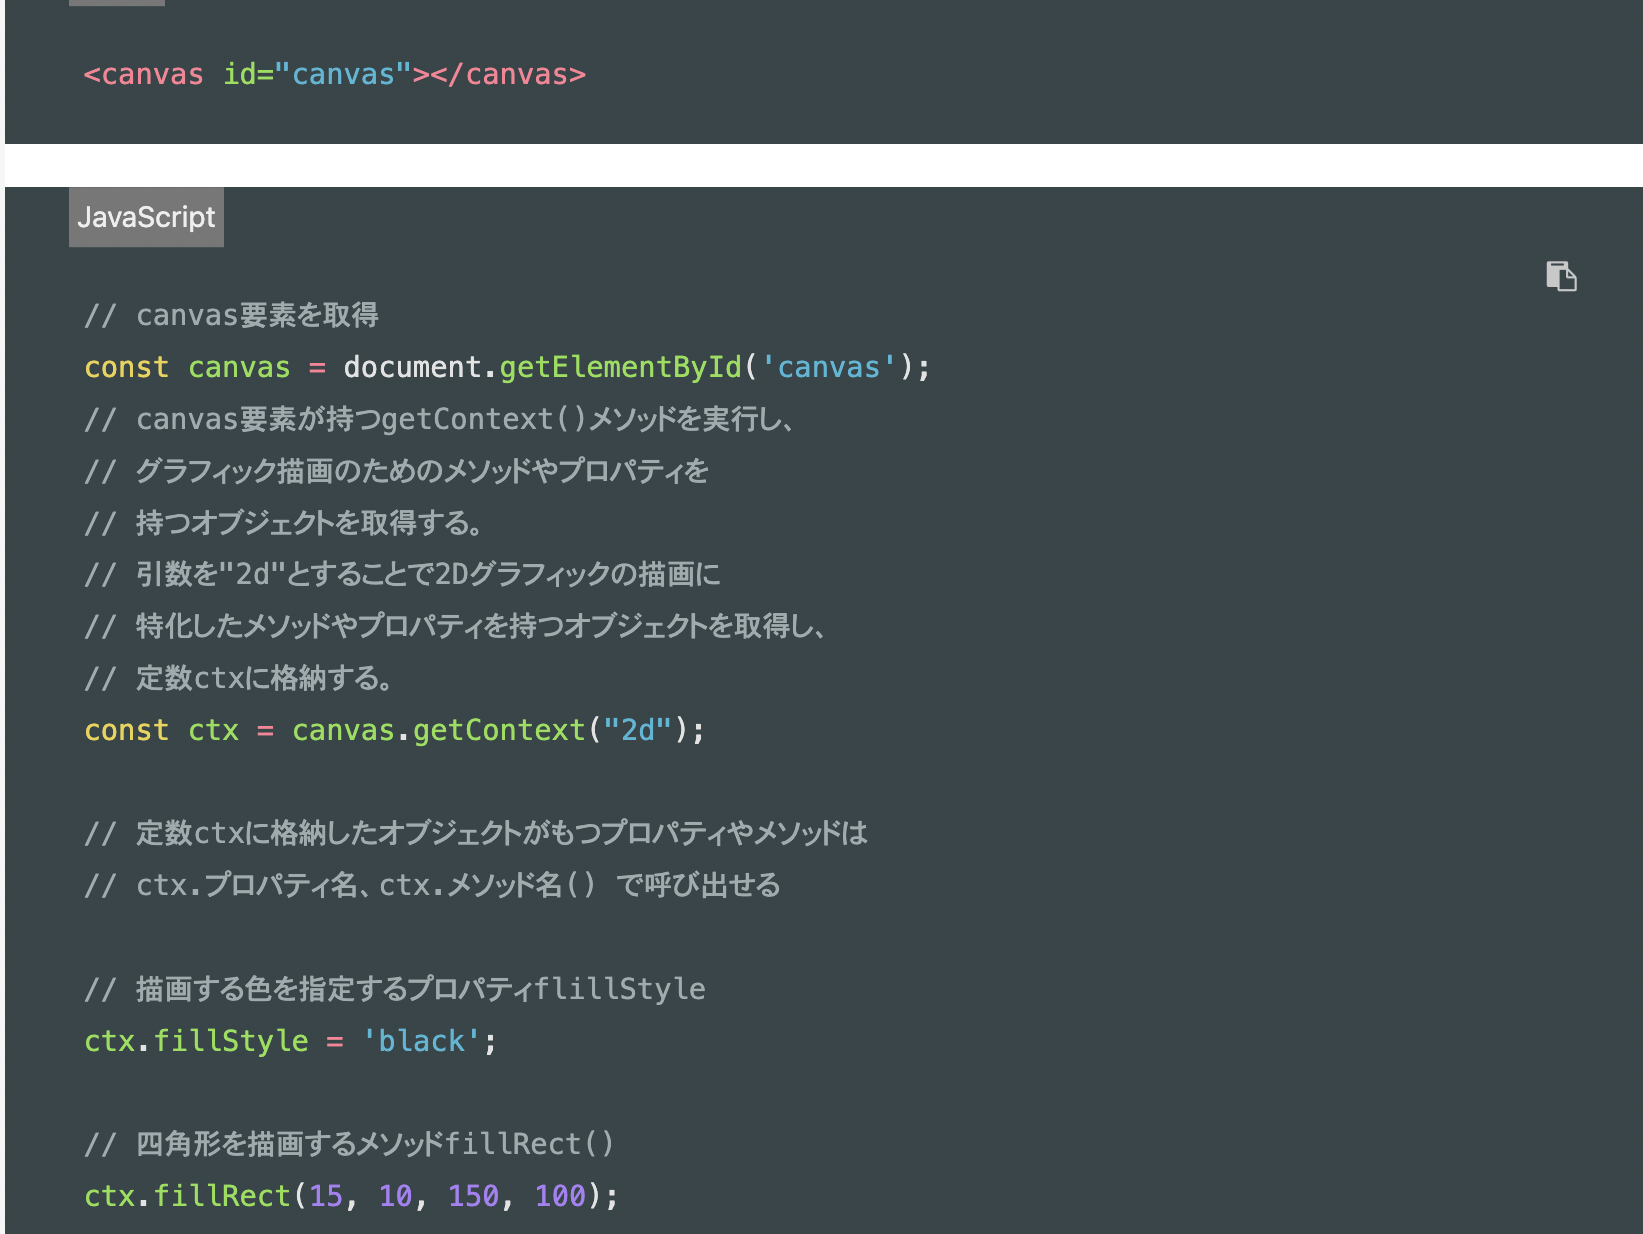 <canvas id="canvas"></canvas>
JavaScript
// canvas要素を取得
const canvas = document.getElementById('canvas');
// canvas要素が持つgetContext()メソッドを実行し、
// グラフィック描画のためのメソッドやプロパティを
// 持つオブジェクトを取得する。
// 引数を"2d"とすることで2Dグラフィックの描画に
// 特化したメソッドやプロパティを持つオブジェクトを取得し、
// 定数ctxに格納する。
const ctx = canvas.getContext("2d");
// 定数ctxに格納したオブジェクトがもつプロパティやメソッドは
// ctx.プロパティ名、ctx.メソッド名() で呼び出せる
// 描画する色を指定するプロパティflillStyle
ctx.fillStyle = 'black';
// 四角形を描画するメソッドfillRect()
ctx.fillRect(15, 10, 150, 100);